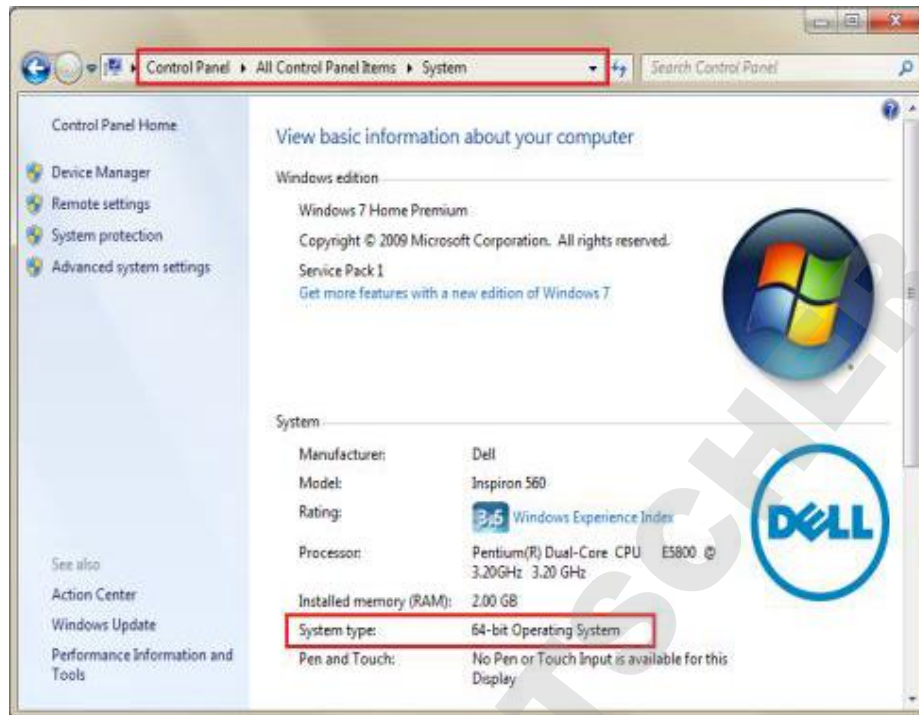 Control Panel ▸ All Control Panel Items ▸ System
Search Control Panel
Control Panel Home
Device Manager
Remote settings
System protection
Advanced system settings
See also
Action Center
Windows Update
Performance Information and
Tools
View basic information about your computer
Windows edition
Windows 7 Home Premium
Copyright © 2009 Microsoft Corporation. All rights reserved.
Service Pack 1
Get more features with a new edition of Windows 7
System
Manufacturer: Dell
Model: Inspiron 560
Rating: 3,5 Windows Experience Index
Processor: Pentium(R) Dual-Core CPU E5800 @
3.20GHz 3.20 GHz
Installed memory (RAM): 2.00 GB
System type: 64-bit Operating System
Pen and Touch: No Pen or Touch Input is available for this
Display
DELL
TSCHER